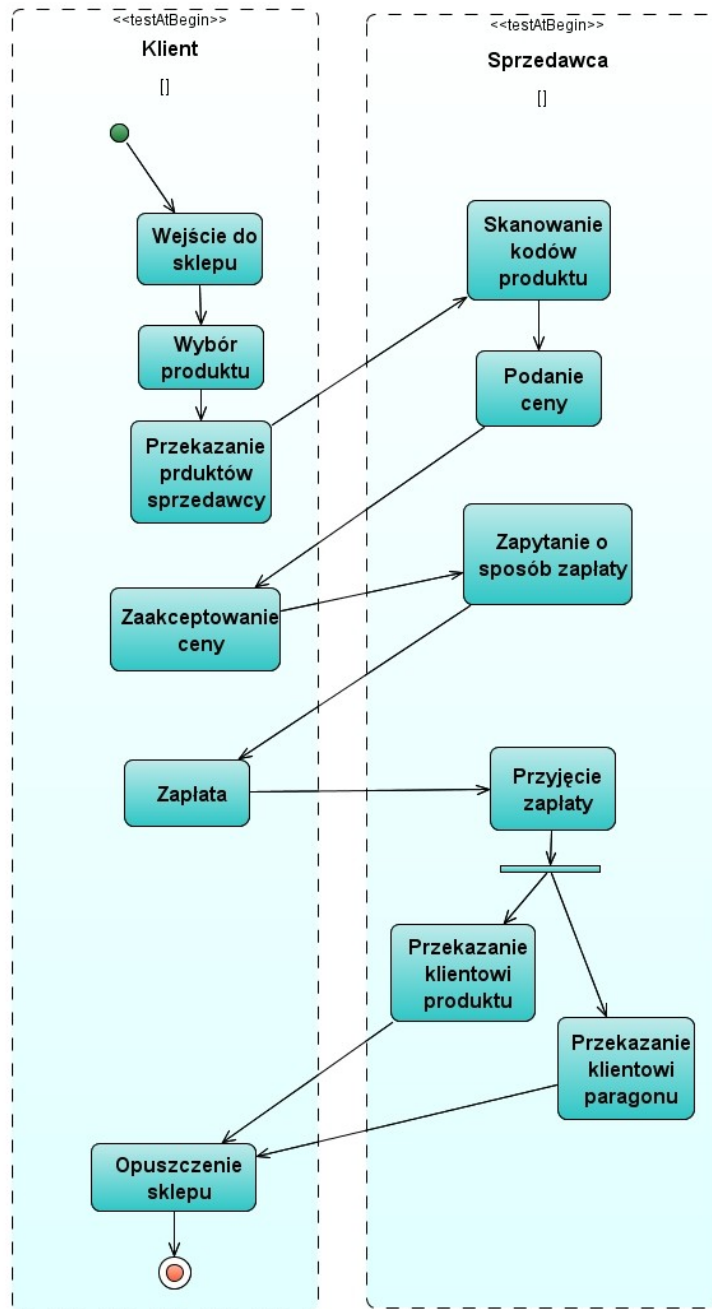 <<testAtBegin>>
Klient
[]
Wejście do
sklepu
Wybór
produktu
Przekazanie
prduktów
sprzedawcy
Zaakceptowanie
ceny
Zapłata
Opuszczenie
sklepu
<<testAtBegin>>
Sprzedawca
[]
Skanowanie
kodów
produktu
Podanie
ceny
Zapytanie o
sposób zapłaty
Przyjęcie
zapłaty
Przekazanie
klientowi
produktu
Przekazanie
klientowi
paragonu